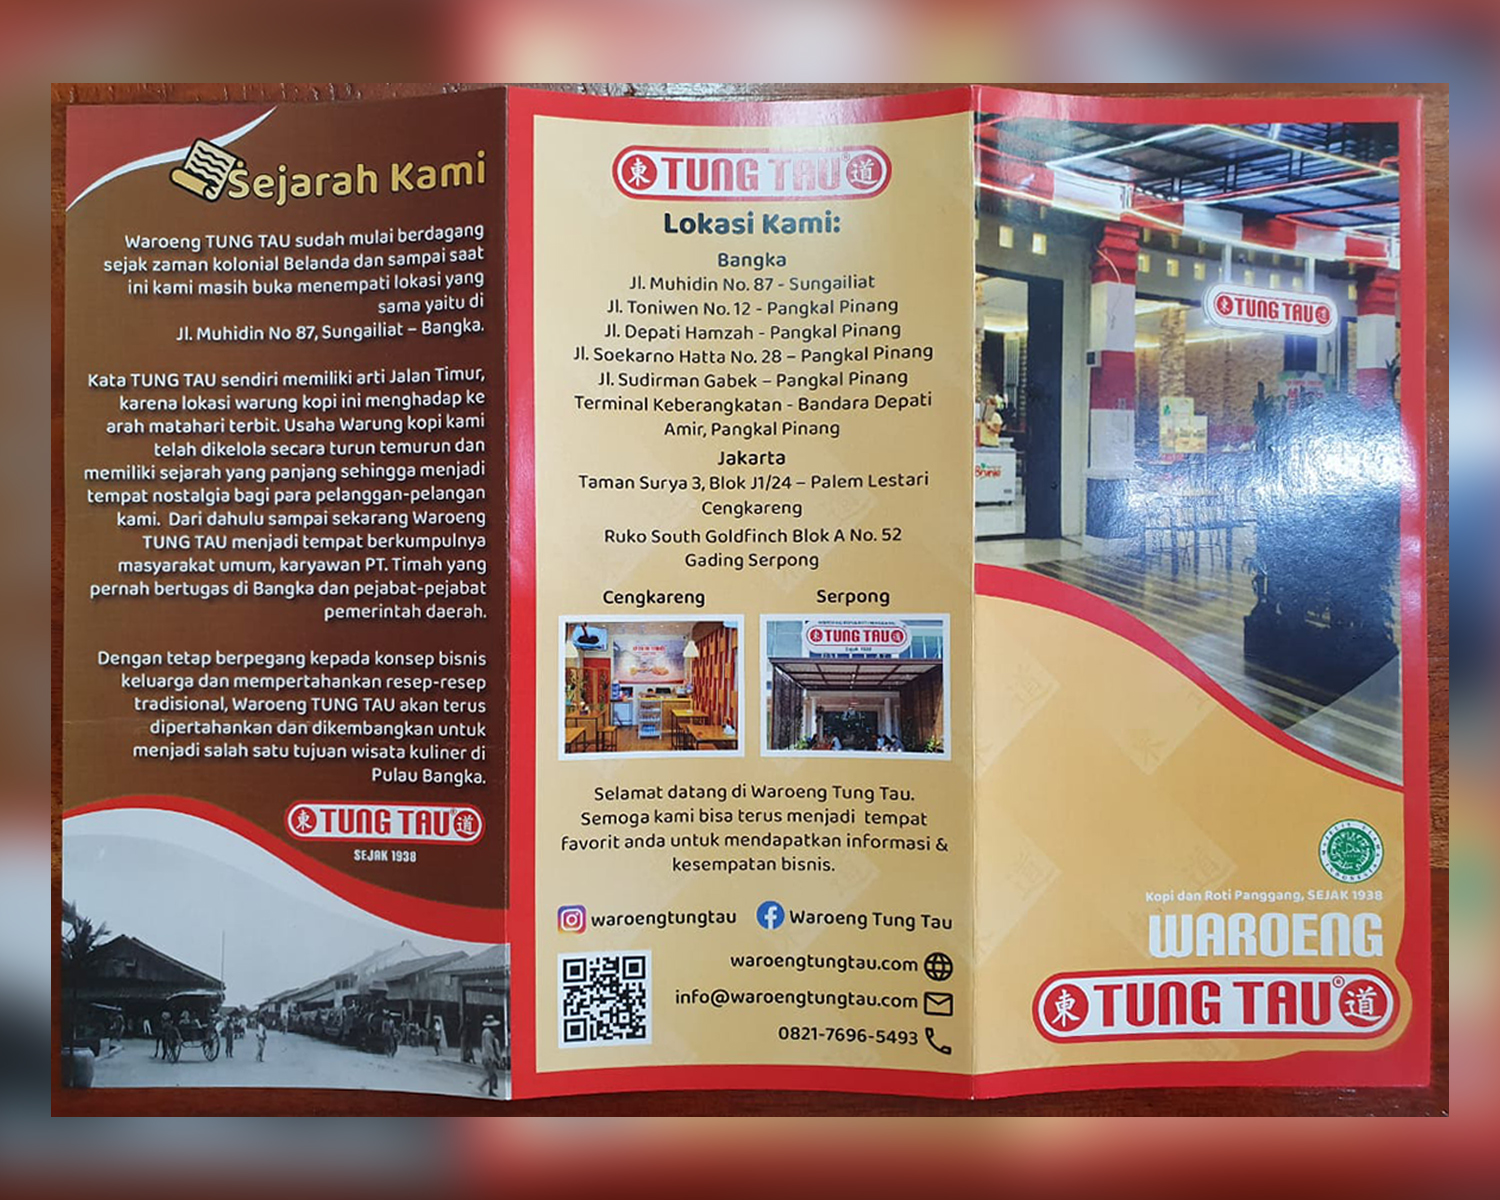 Sejarah Kami
Waroeng TUNG TAU sudah mulai berdagang
sejak zaman kolonial Belanda dan sampai saat
ini kami masih buka menempati lokasi yang
sama yaitu di
Jl. Muhidin No 87, Sungailiat – Bangka.
Kata TUNG TAU sendiri memiliki arti Jalan Timur,
karena lokasi warung kopi ini menghadap ke
arah matahari terbit. Usaha Warung kopi kami
telah dikelola secara turun temurun dan
memiliki sejarah yang panjang sehingga menjadi
tempat nostalgia bagi para pelanggan-pelangan
kami. Dari dahulu sampai sekarang Waroeng
TUNG TAU menjadi tempat berkumpulnya
masyarakat umum, karyawan PT. Timah yang
pernah bertugas di Bangka dan pejabat-pejabat
pemerintah daerah.
Dengan tetap berpegang kepada konsep bisnis
keluarga dan mempertahankan resep-resep
tradisional, Waroeng TUNG TAU akan terus
dipertahankan dan dikembangkan untuk
menjadi salah satu tujuan wisata kuliner di
Pulau Bangka.
東 TUNG TAU® 道
SEJAK 1938
東 TUNG TAU® 道
Lokasi Kami:
Bangka
Jl. Muhidin No. 87 - Sungailiat
Jl. Toniwen No. 12 - Pangkal Pinang
Jl. Depati Hamzah - Pangkal Pinang
Jl. Soekarno Hatta No. 28 – Pangkal Pinang
Jl. Sudirman Gabek – Pangkal Pinang
Terminal Keberangkatan - Bandara Depati
Amir, Pangkal Pinang
Jakarta
Taman Surya 3, Blok J1/24 – Palem Lestari
Cengkareng
Ruko South Goldfinch Blok A No. 52
Gading Serpong
Cengkareng
Serpong
東 TUNG TAU 道
Sejak 1938
Selamat datang di Waroeng Tung Tau.
Semoga kami bisa terus menjadi tempat
favorit anda untuk mendapatkan informasi &
kesempatan bisnis.
waroengtungtau
Waroeng Tung Tau
waroengtungtau.com
info@waroengtungtau.com
0821-7696-5493
東 TUNG TAU 道
Kopi dan Roti Panggang, SEJAK 1938
WAROENG
東 TUNG TAU® 道